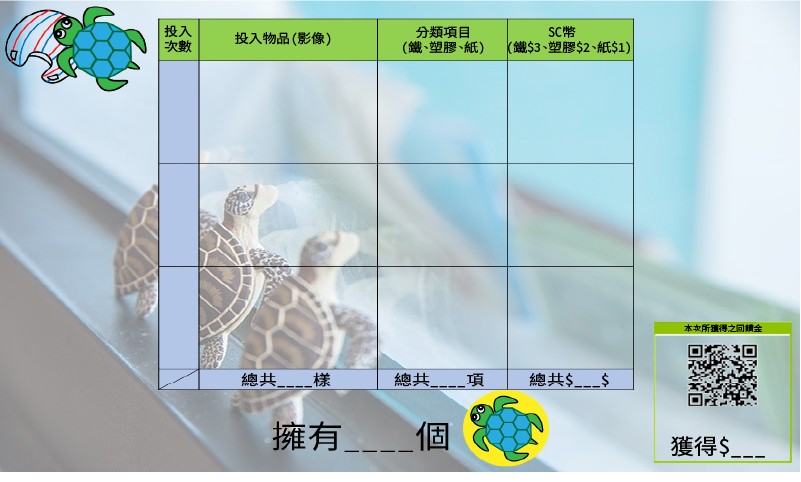 投入
次數
投入物品(影像)
分類項目
(鐵、塑膠、紙)
SC幣
(鐵$3、塑膠$2、紙$1)
總共____樣
總共____項
總共$___$
擁有____個
本次所獲得之回饋金
獲得$___